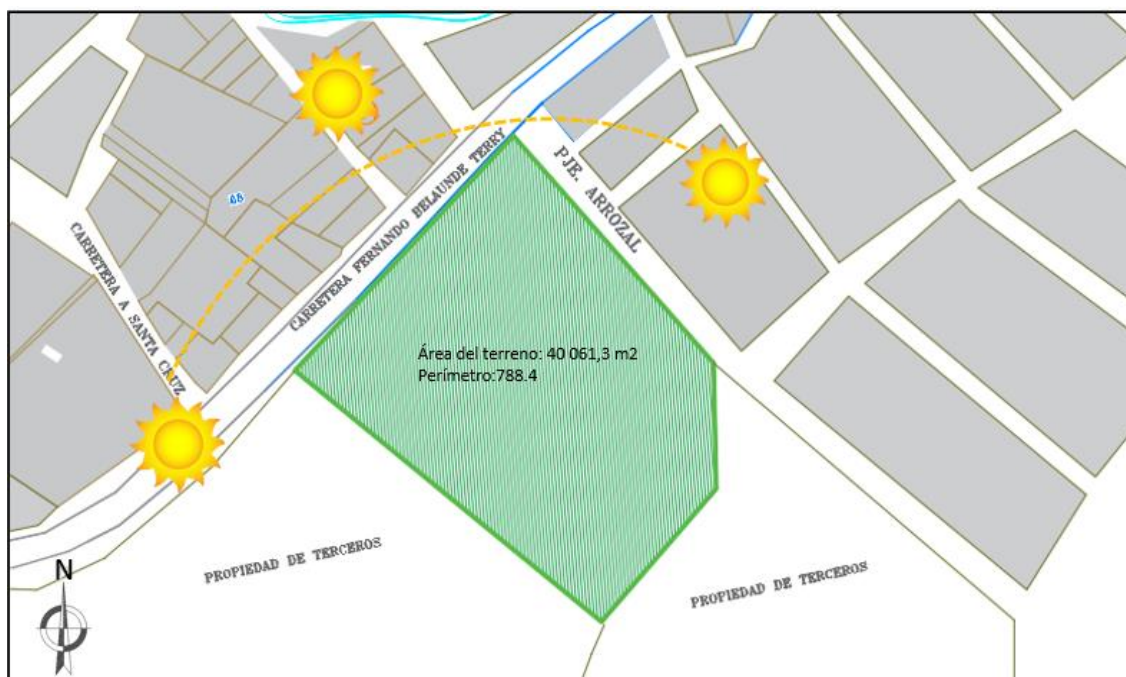 CARRETERA FERNANDO BELAUNDE TERRY
PJE. ARROZAL
CARRETERA A SANTA CRUZ
Área del terreno: 40 061,3 m2
Perímetro:788.4
PROPIEDAD DE TERCEROS
PROPIEDAD DE TERCEROS
N